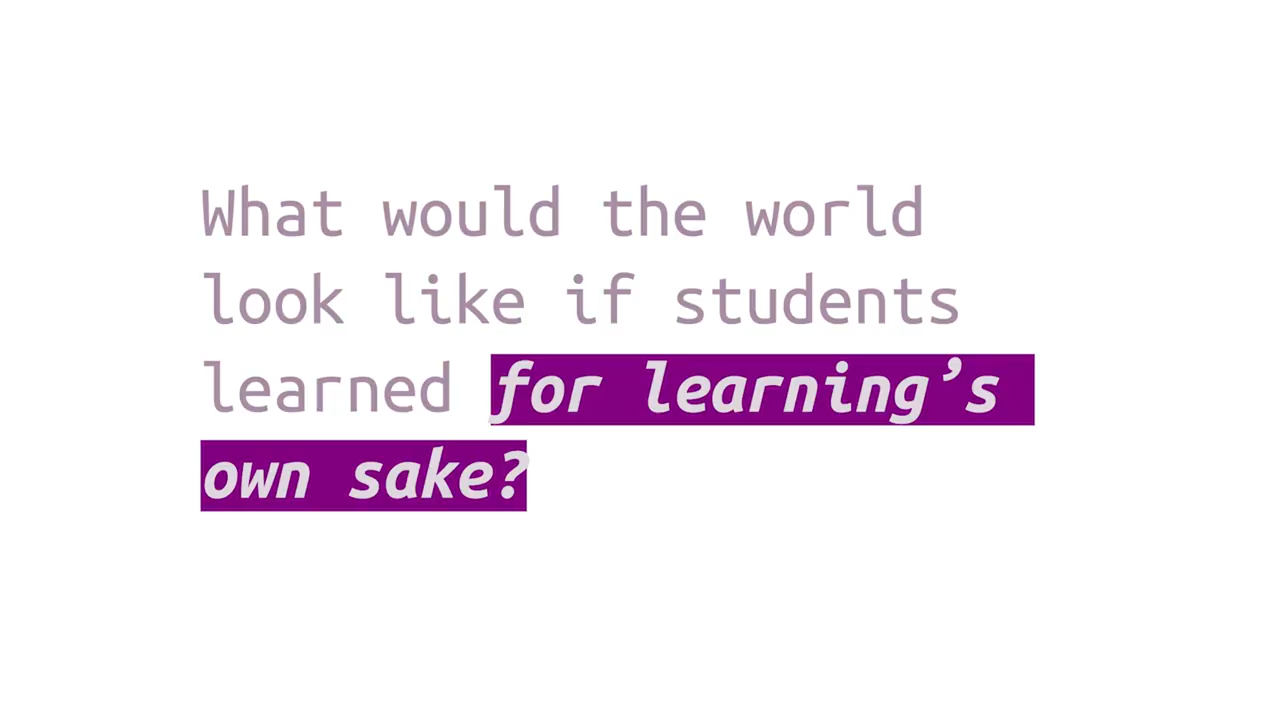 What would the world
look like if students
learned for learning’s
own sake?